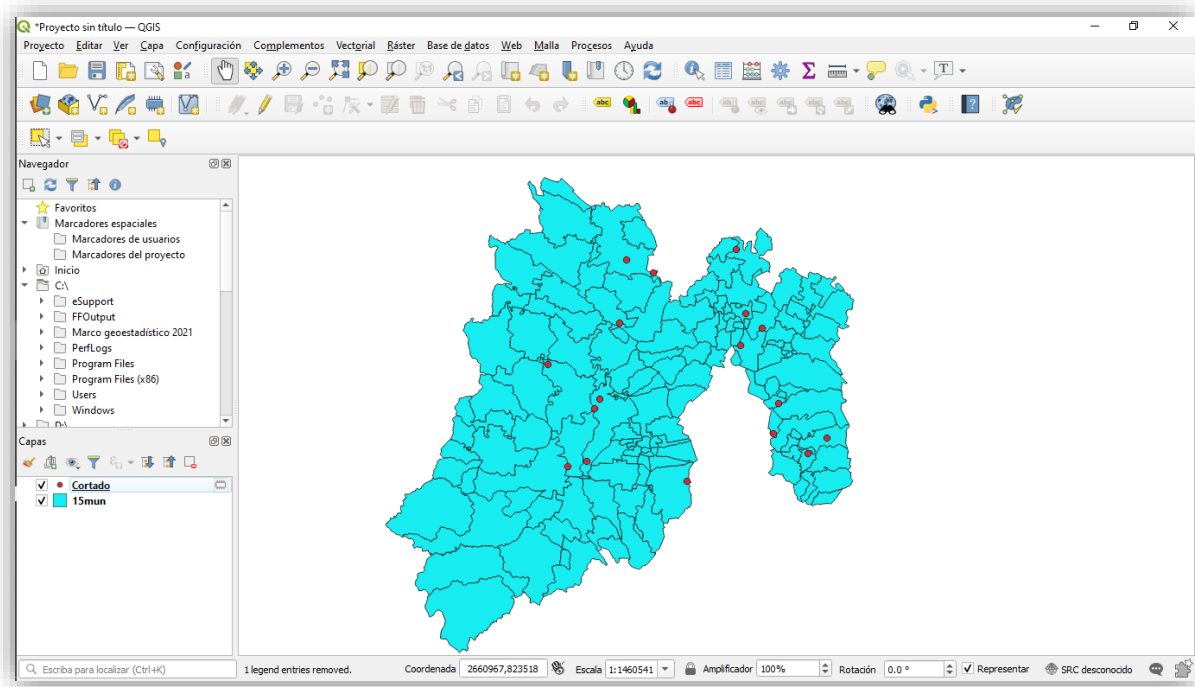 *Proyecto sin título — QGIS
Proyecto Editar Ver Capa Configuración Complementos Vectorial Ráster Base de datos Web Malla Procesos Ayuda
abc ab abc
Navegador
Favoritos
Marcadores espaciales
Marcadores de usuarios
Marcadores del proyecto
Inicio
C:\
eSupport
FFOutput
Marco geoestadístico 2021
PerfLogs
Program Files
Program Files (x86)
Users
Windows
D:\
Capas
Cortado
15mun
Escriba para localizar (Ctrl+K) 1 legend entries removed. Coordenada 2660967,823518 Escala 1:1460541 Amplificador 100% Rotación 0.0 ° Representar SRC desconocido